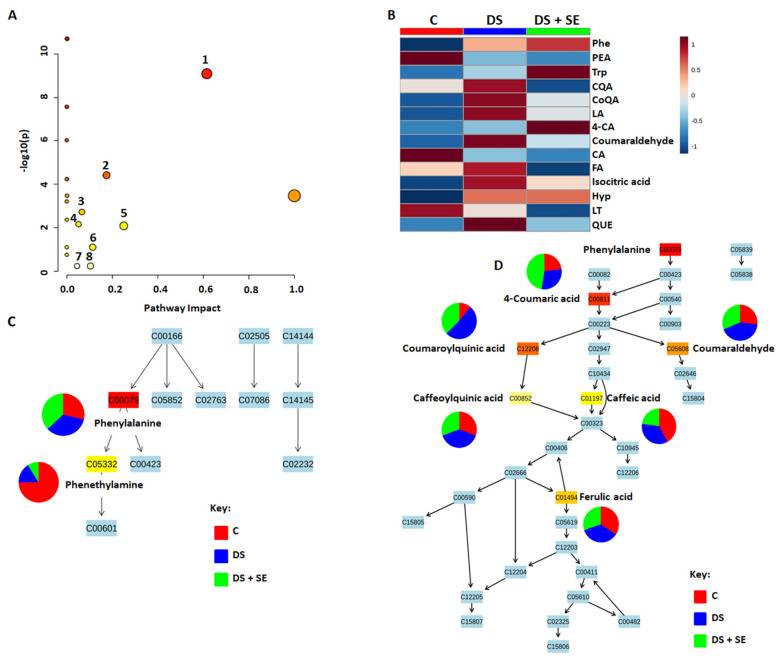 A
-log10(p)
10
8
6
4
2
0
1
2
3
4
5
6
7
8
0.0
0.2
0.4
0.6
0.8
1.0
Pathway Impact
B
C
DS
DS + SE
Phe
PEA
Trp
CQA
CoQA
LA
4-CA
Coumaraldehyde
CA
FA
Isocitric acid
Hyp
LT
QUE
1
0.5
0
-0.5
-1
C
C00166
C02505
C14144
C00079
C05852
C02763
C07086
C14145
Phenylalanine
C05332
C00423
C02232
Phenethylamine
C00601
Key:
C
DS
DS + SE
D
Phenylalanine
C00079
C05839
C00082
C00423
C05838
4-Coumaric acid
C00811
C00540
C00223
C00903
Coumaroylquinic acid
C12208
C02947
C05608
Coumaraldehyde
C10434
C02646
Caffeoylquinic acid
C00852
C01197
Caffeic acid
C15804
C00323
C00406
C10945
C02666
C12206
C00590
C01494
Ferulic acid
C15805
C05619
C12203
C12204
C00411
C12205
C05610
C15807
C02325
C00482
C15806
Key:
C
DS
DS + SE